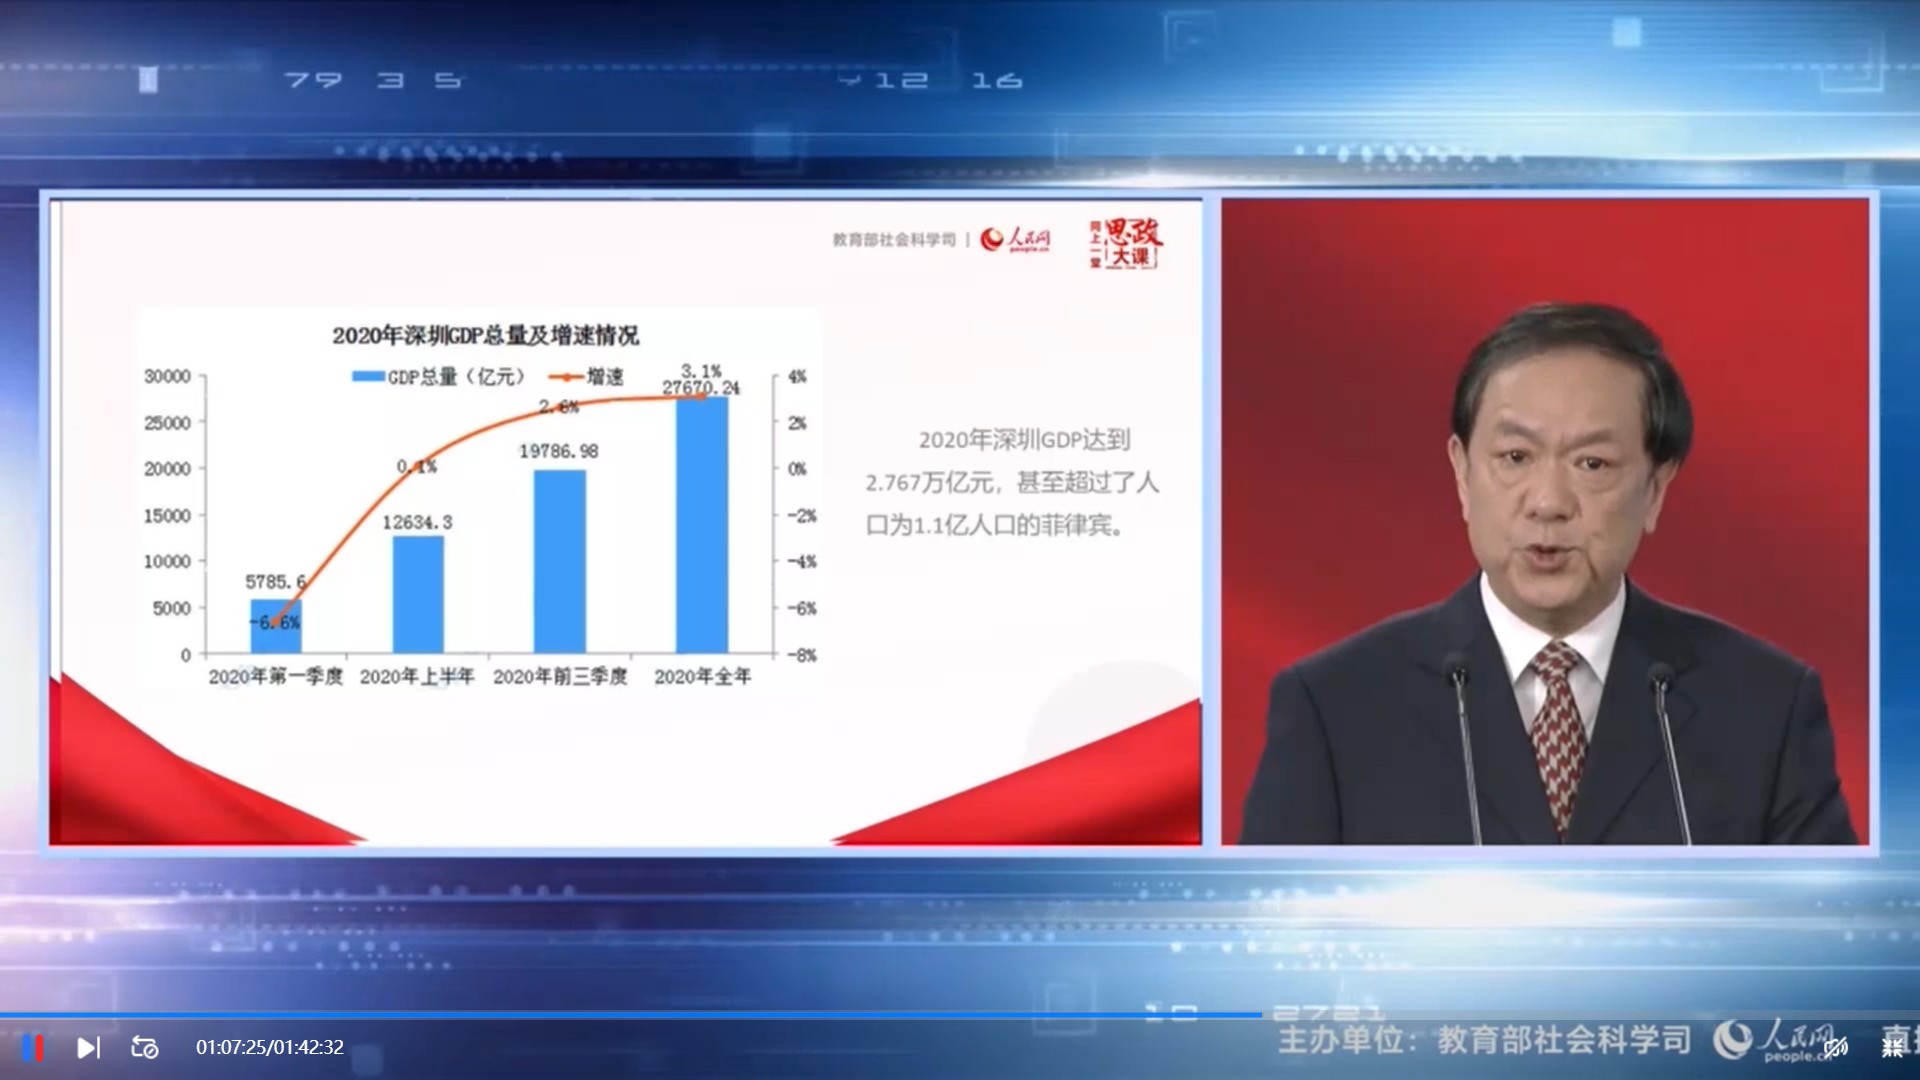 79 3 5
12 16
教育部社会科学司 | 人民网
people.cn
网上一堂
思政
大课
2020年深圳GDP总量及增速情况
GDP总量（亿元） 增速
30000
25000
20000
15000
10000
5000
0
4%
2%
0%
-2%
-4%
-6%
-8%
5785.6
12634.3
19786.98
27670.24
-6.6%
0.1%
2.6%
3.1%
2020年第一季度 2020年上半年 2020年前三季度 2020年全年
2020年深圳GDP达到
2.767万亿元，甚至超过了人
口为1.1亿人口的菲律宾。
10 2721
主办单位：教育部社会科学司 人民网
people.cn
01:07:25/01:42:32